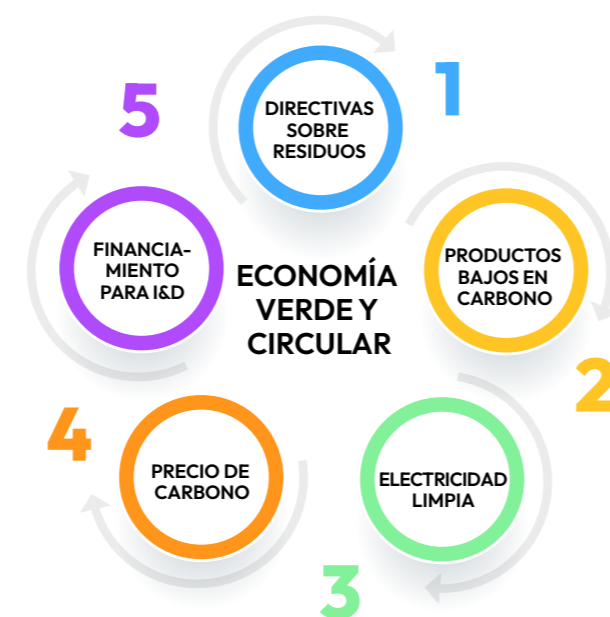 1
DIRECTIVAS
SOBRE
RESIDUOS
2
PRODUCTOS
BAJOS EN
CARBONO
3
ELECTRICIDAD
LIMPIA
4
PRECIO DE
CARBONO
5
FINANCIA-
MIENTO
PARA I&D
ECONOMÍA
VERDE Y
CIRCULAR